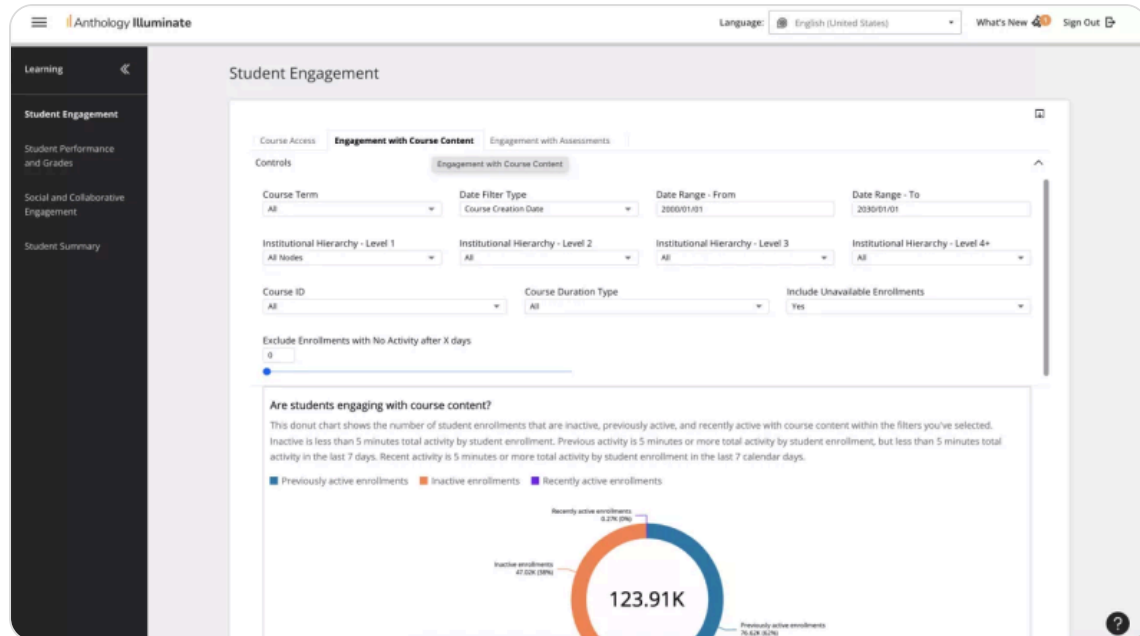 Anthology Illuminate
Language:
English (United States)
What's New
Sign Out
Learning
Student Engagement
Student Performance
and Grades
Social and Collaborative
Engagement
Student Summary
Student Engagement
Course Access
Engagement with Course Content
Engagement with Assessments
Engagement with Course Content
Controls
Course Term
All
Date Filter Type
Course Creation Date
Date Range - From
2000/01/01
Date Range - To
2030/01/01
Institutional Hierarchy - Level 1
All Nodes
Institutional Hierarchy - Level 2
All
Institutional Hierarchy - Level 3
All
Institutional Hierarchy - Level 4+
All
Course ID
All
Course Duration Type
All
Include Unavailable Enrollments
Yes
Exclude Enrollments with No Activity after X days
0
Are students engaging with course content?
This donut chart shows the number of student enrollments that are inactive, previously active, and recently active with course content within the filters you've selected.
Inactive is less than 5 minutes total activity by student enrollment. Previous activity is 5 minutes or more total activity by student enrollment, but less than 5 minutes total
activity in the last 7 days. Recent activity is 5 minutes or more total activity by student enrollment in the last 7 calendar days.
Previously active enrollments
Inactive enrollments
Recently active enrollments
Recently active enrollments
0.27K (0%)
Inactive enrollments
47.02K
123.91K
Previously active enrollments
76.62K (62%)
?